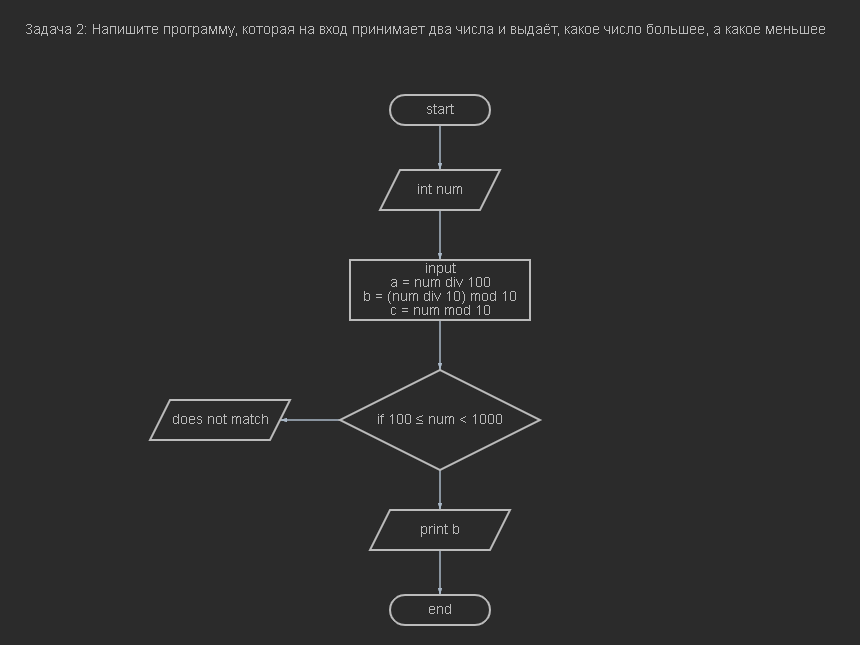 Задача 2: Напишите программу, которая на вход принимает два числа и выдаёт, какое число большее, а какое меньшее
start
int num
input
a = num div 100
b = (num div 10) mod 10
c = num mod 10
does not match
if 100 ≤ num < 1000
print b
end